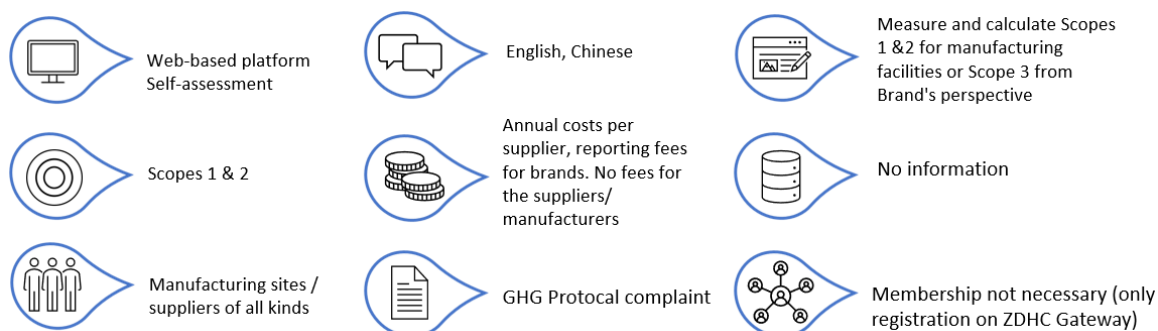 Web-based platform
Self-assessment
English, Chinese
Measure and calculate Scopes
1 &2 for manufacturing
facilities or Scope 3 from
Brand's perspective
Scopes 1 & 2
Annual costs per
supplier, reporting fees
for brands. No fees for
the suppliers/
manufacturers
No information
Manufacturing sites /
suppliers of all kinds
GHG Protocal complaint
Membership not necessary (only
registration on ZDHC Gateway)